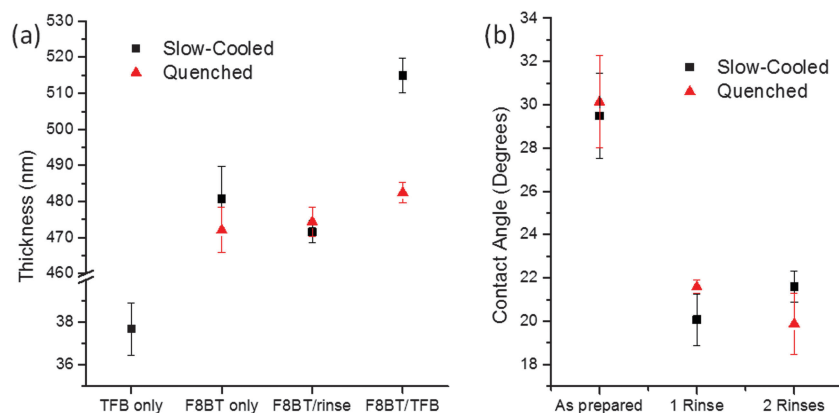 (a)
Slow-Cooled
Quenched
Thickness (nm)
530
520
510
500
490
480
470
460
38
36
TFB only
F8BT only
F8BT/rinse
F8BT/TFB
(b)
Slow-Cooled
Quenched
Contact Angle (Degrees)
34
32
30
28
26
24
22
20
18
As prepared
1 Rinse
2 Rinses